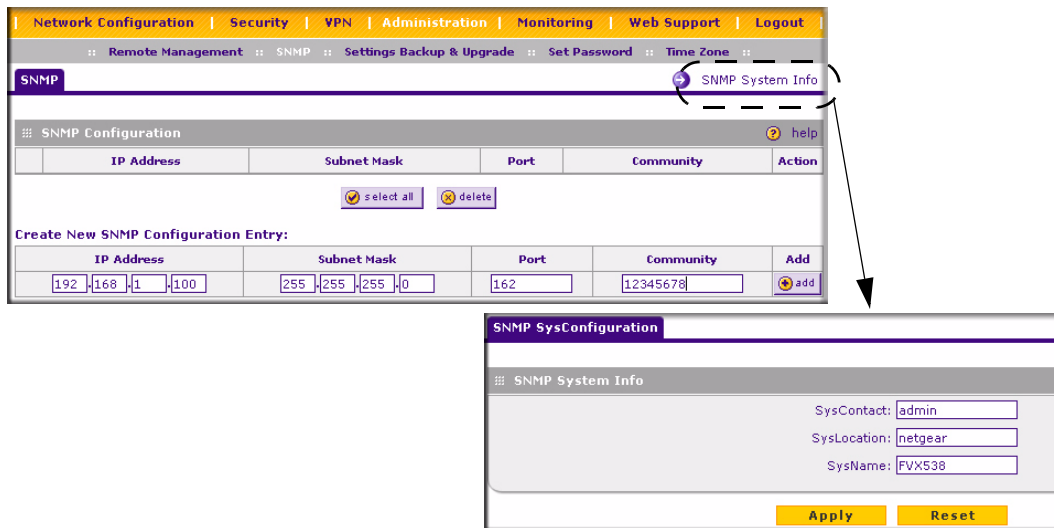 Network Configuration | Security | VPN | Administration | Monitoring | Web Support | Logout
:: Remote Management :: SNMP :: Settings Backup & Upgrade :: Set Password :: Time Zone ::
SNMP
SNMP System Info
SNMP Configuration
help
IP Address Subnet Mask Port Community Action
select all delete
Create New SNMP Configuration Entry:
IP Address Subnet Mask Port Community Add
192 .168 .1 .100 255 .255 .255 .0 162 12345678 add
SNMP SysConfiguration
SNMP System Info
SysContact: admin
SysLocation: netgear
SysName: FVX538
Apply Reset